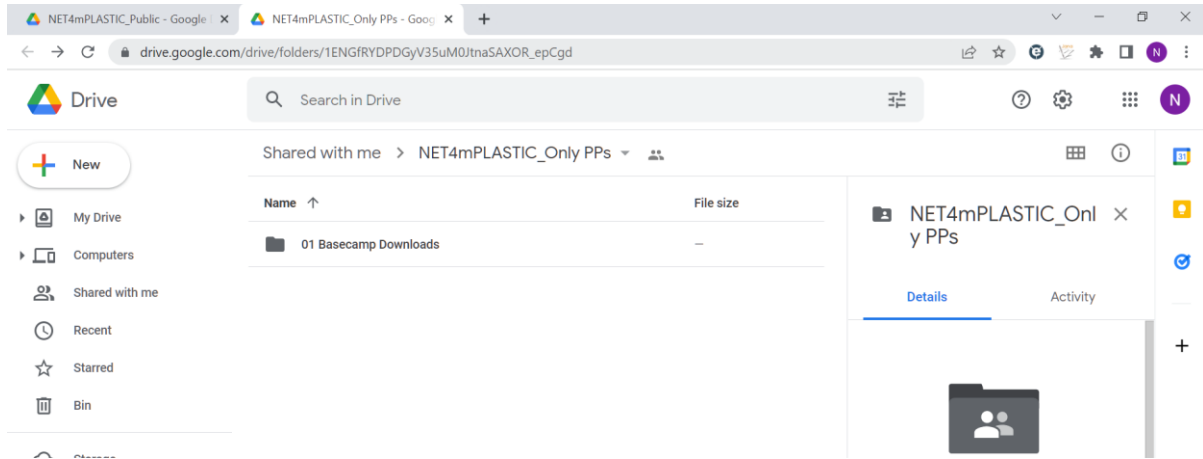 NET4mPLASTIC_Public - Google
NET4mPLASTIC_Only PPs - Goog
drive.google.com/drive/folders/1ENGfRYDPDGyV35uM0JtnaSAXOR_epCgd
N
Drive
Search in Drive
N
New
Shared with me > NET4mPLASTIC_Only PPs
31
Name
File size
NET4mPLASTIC_Onl
y PPs
My Drive
01 Basecamp Downloads
–
Computers
Shared with me
Details
Activity
Recent
Starred
Bin
Storage